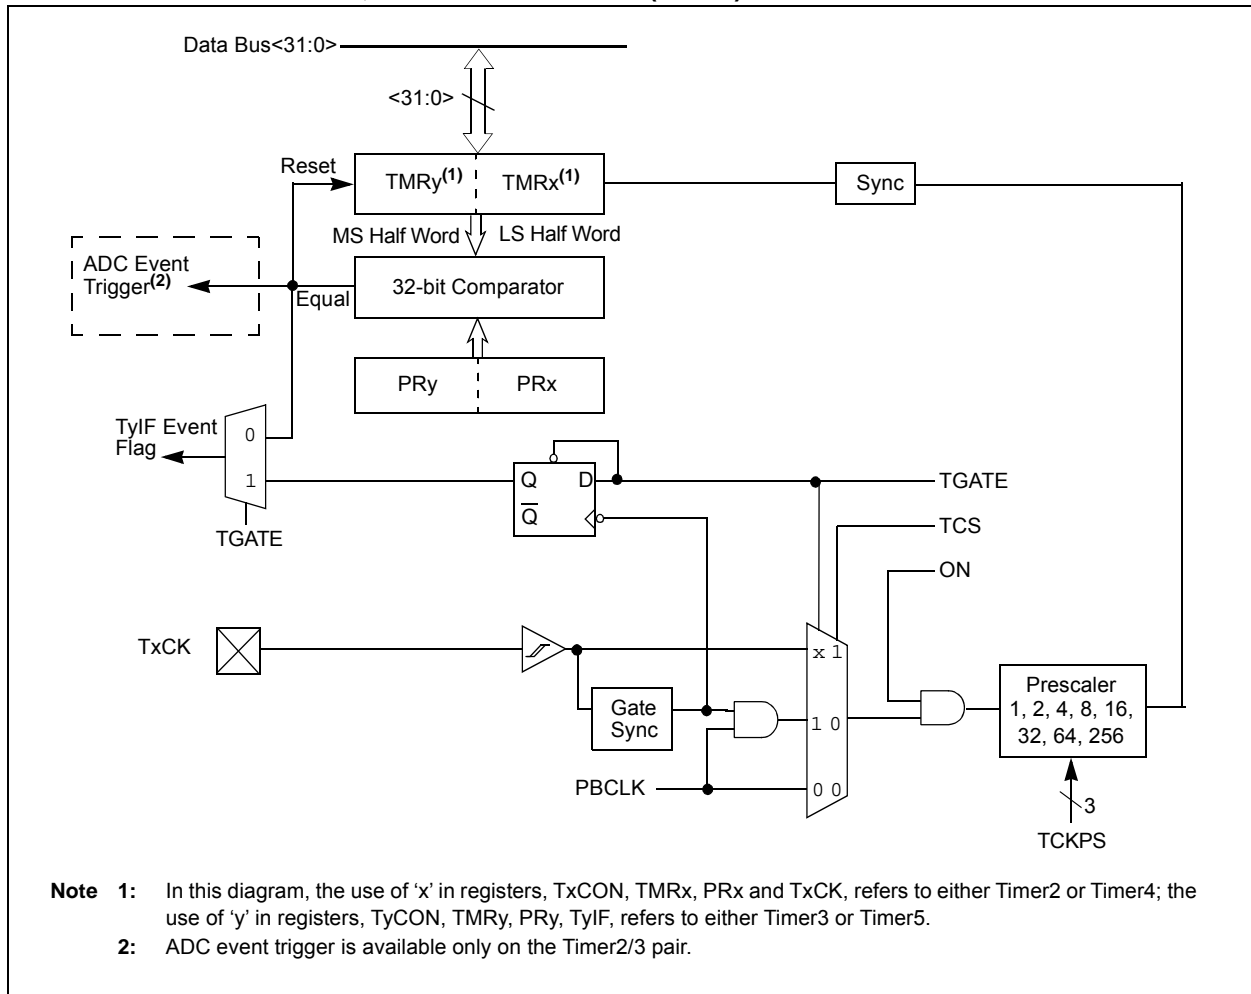 Data Bus<31:0>
<31:0>
Reset
TMRy(1)
TMRx(1)
Sync
MS Half Word
LS Half Word
ADC Event
Trigger(2)
Equal
32-bit Comparator
PRy
PRx
TyIF Event
Flag
0
1
TGATE
Q
D
Q
TGATE
TCS
ON
TxCK
x 1
Gate
Sync
1 0
PBCLK
0 0
Prescaler
1, 2, 4, 8, 16,
32, 64, 256
3
TCKPS
Note 1: In this diagram, the use of ‘x’ in registers, TxCON, TMRx, PRx and TxCK, refers to either Timer2 or Timer4; the
use of ‘y’ in registers, TyCON, TMRy, PRy, TyIF, refers to either Timer3 or Timer5.
2: ADC event trigger is available only on the Timer2/3 pair.